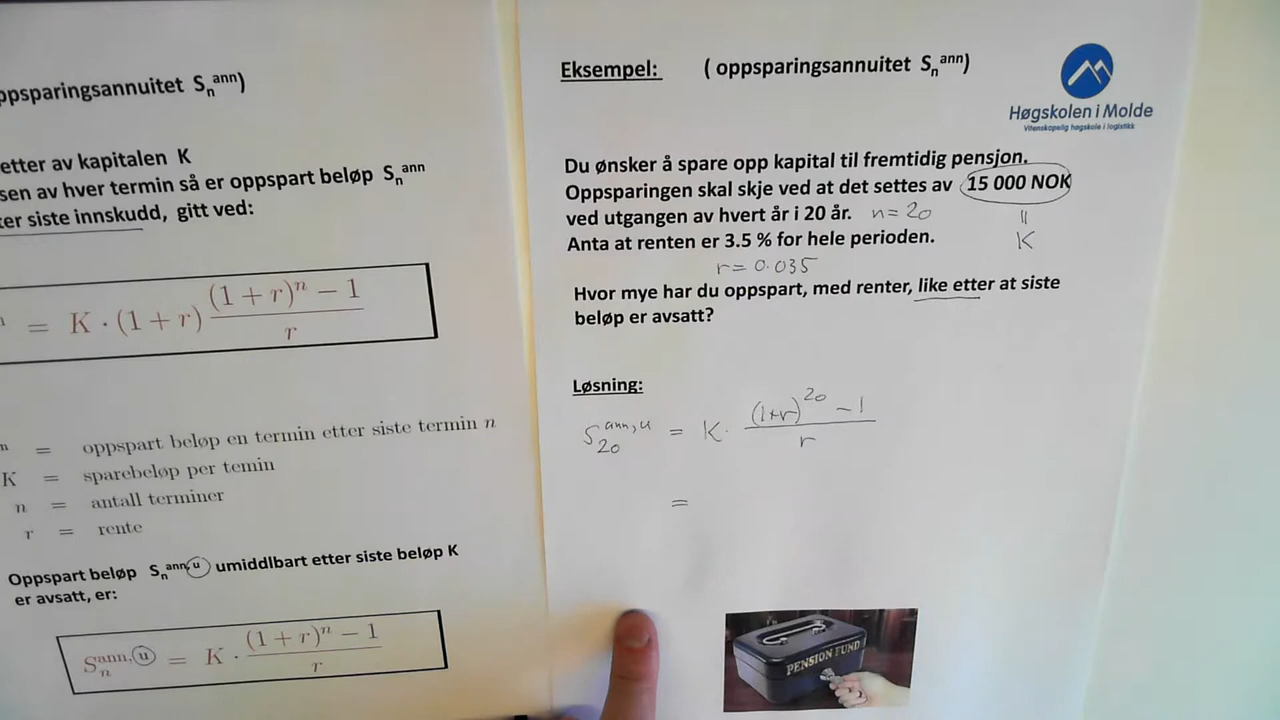 ppsparingsannuitet Sₙᵃⁿⁿ)
etter av kapitalen K
sen av hver termin så er oppspart beløp Sₙᵃⁿⁿ
ter siste innskudd, gitt ved:
= K · (1 + r) ((1 + r)ⁿ − 1) / r
= oppspart beløp en termin etter siste termin n
K = sparebeløp per temin
n = antall terminer
r = rente
Oppspart beløp Sₙᵃⁿⁿ,ᵘ umiddlbart etter siste beløp K
er avsatt, er:
Sₙᵃⁿⁿ,ᵘ = K · ((1 + r)ⁿ − 1) / r
Eksempel: ( oppsparingsannuitet Sₙᵃⁿⁿ)
Høgskolen i Molde
Vitenskapelig høgskole i logistikk
Du ønsker å spare opp kapital til fremtidig pensjon.
Oppsparingen skal skje ved at det settes av 15 000 NOK
ved utgangen av hvert år i 20 år. n = 20 =
Anta at renten er 3.5 % for hele perioden. K
r = 0.035
Hvor mye har du oppspart, med renter, like etter at siste
beløp er avsatt?
Løsning:
S₂₀ᵃⁿⁿ,ᵘ = K · ((1+r)²⁰ − 1) / r
=
PENSION FUND